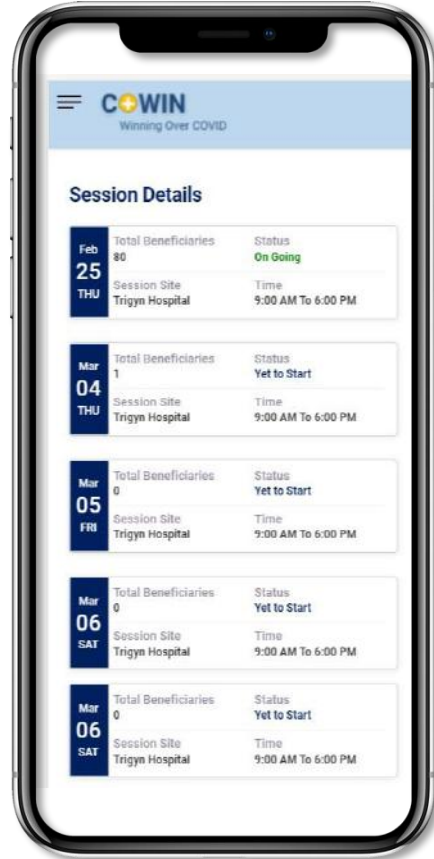 COWIN
Winning Over COVID
Session Details
Feb
25
THU
Total Beneficiaries
80
Status
On Going
Session Site
Trigyn Hospital
Time
9:00 AM To 6:00 PM
Mar
04
THU
Total Beneficiaries
1
Status
Yet to Start
Session Site
Trigyn Hospital
Time
9:00 AM To 6:00 PM
Mar
05
FRI
Total Beneficiaries
0
Status
Yet to Start
Session Site
Trigyn Hospital
Time
9:00 AM To 6:00 PM
Mar
06
SAT
Total Beneficiaries
0
Status
Yet to Start
Session Site
Trigyn Hospital
Time
9:00 AM To 6:00 PM
Mar
06
SAT
Total Beneficiaries
0
Status
Yet to Start
Session Site
Trigyn Hospital
Time
9:00 AM To 6:00 PM